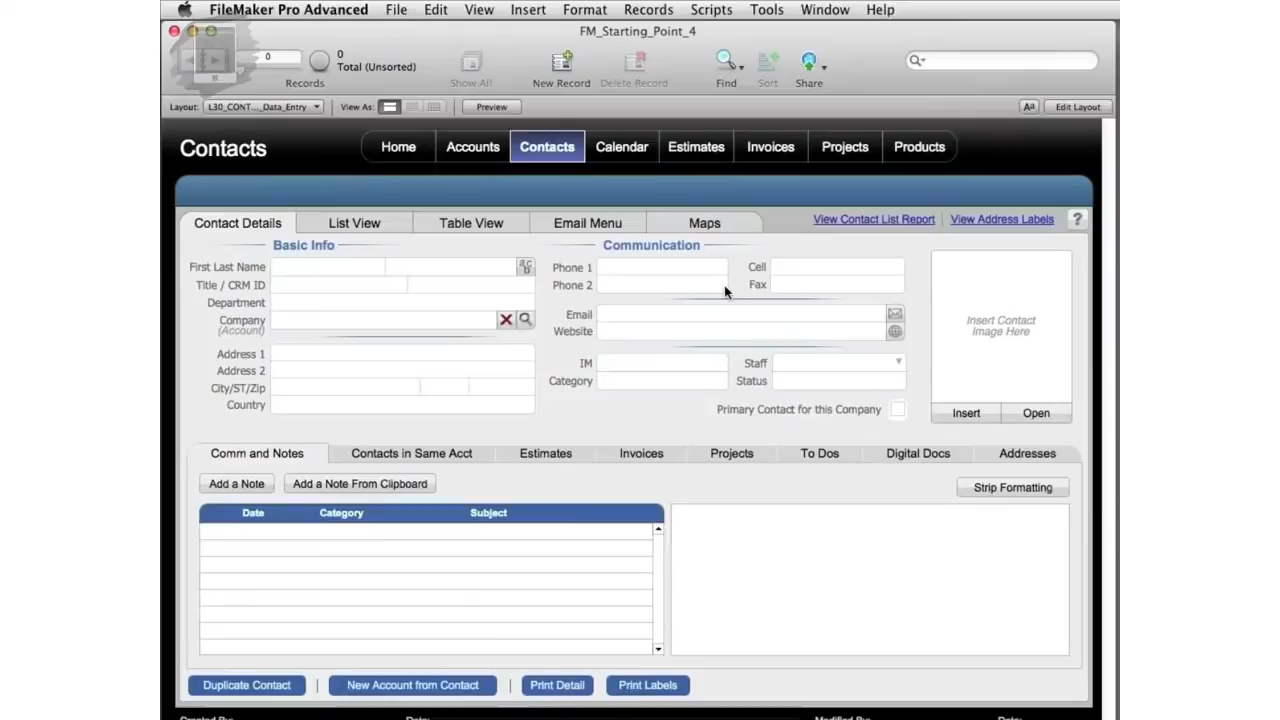 FileMaker Pro Advanced File Edit View Insert Format Records Scripts Tools Window Help
FM_Starting_Point_4
0
0
Total (Unsorted)
Records
Show All
New Record
Delete Record
Find
Sort
Share
Layout: L30_CONT..._Data_Entry View As: Preview Aa Edit Layout
Contacts
Home Accounts Contacts Calendar Estimates Invoices Projects Products
Contact Details List View Table View Email Menu Maps View Contact List Report View Address Labels ?
Basic Info
Communication
First Last Name
Title / CRM ID
Department
Company
(Account)
Address 1
Address 2
City/ST/Zip
Country
Phone 1 Cell
Phone 2 Fax
Email
Website
IM Staff
Category Status
Primary Contact for this Company
Insert Contact
Image Here
Insert Open
Comm and Notes Contacts in Same Acct Estimates Invoices Projects To Dos Digital Docs Addresses
Add a Note Add a Note From Clipboard Strip Formatting
Date Category Subject
Duplicate Contact | New Account from Contact | Print Detail Print Labels
Created By: Date: Modified By: Date: